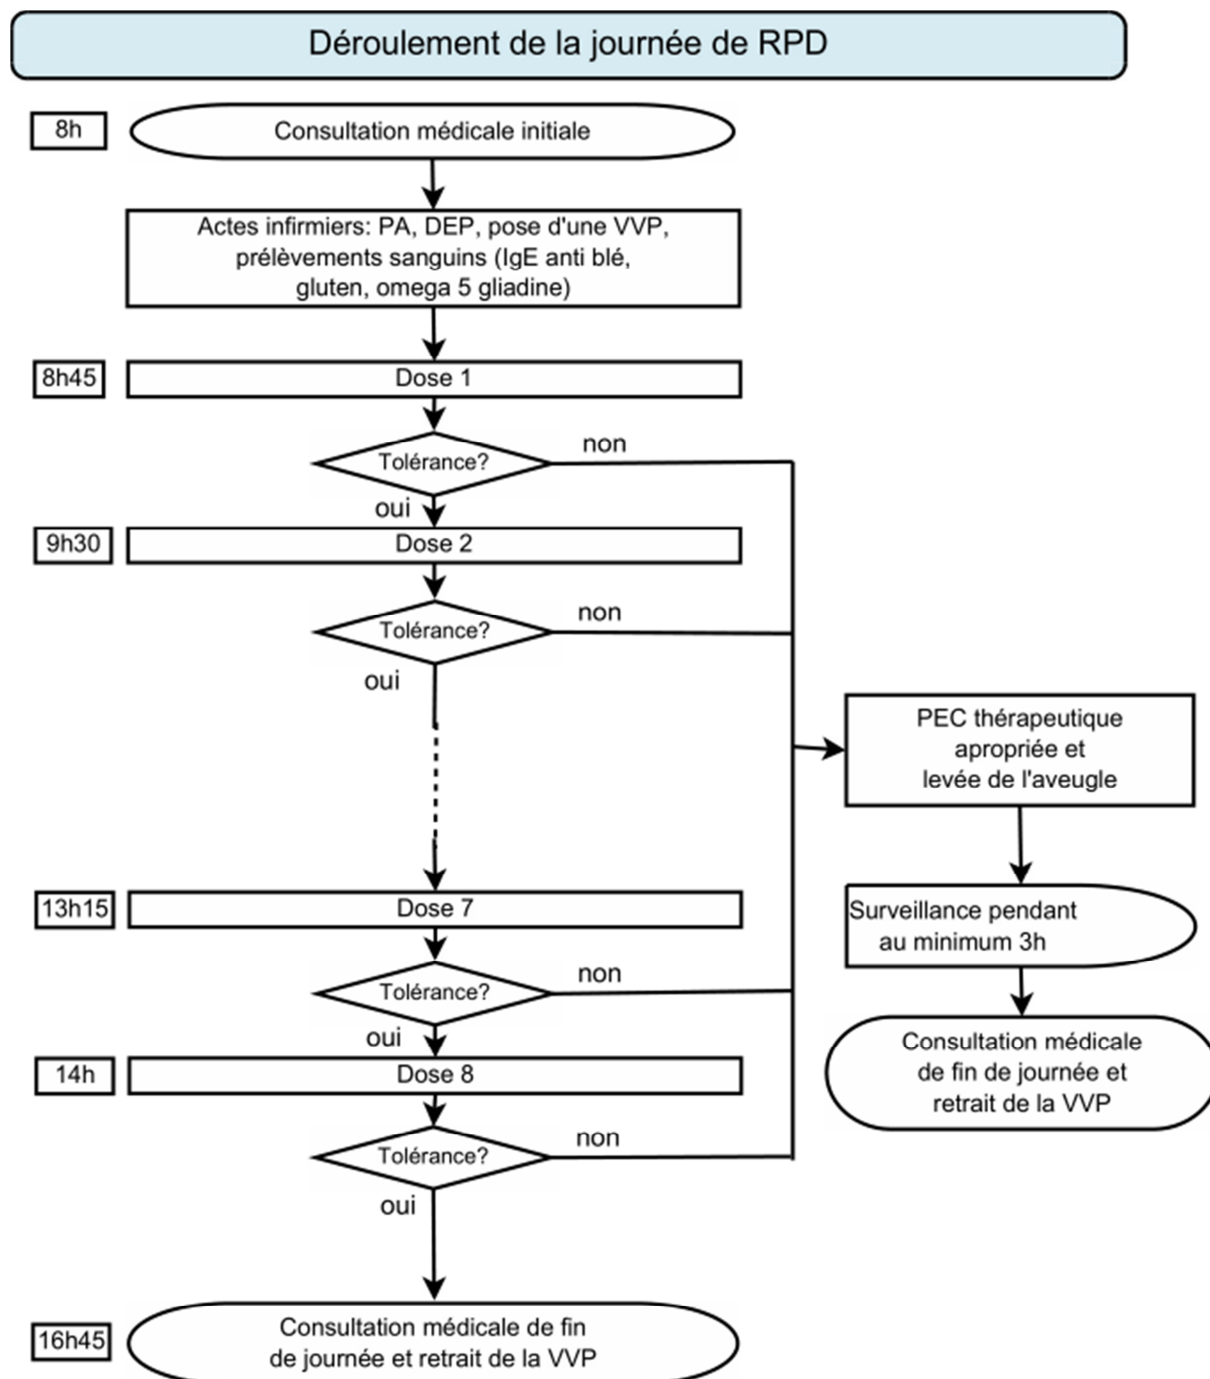 Déroulement de la journée de RPD
8h
Consultation médicale initiale
Actes infirmiers: PA, DEP, pose d'une VVP,
prélèvements sanguins (IgE anti blé,
gluten, omega 5 gliadine)
8h45
Dose 1
Tolérance?
non
oui
9h30
Dose 2
Tolérance?
non
oui
PEC thérapeutique
apropriée et
levée de l'aveugle
13h15
Dose 7
Surveillance pendant
au minimum 3h
Tolérance?
non
oui
14h
Dose 8
Consultation médicale
de fin de journée et
retrait de la VVP
Tolérance?
non
oui
16h45
Consultation médicale de fin
de journée et retrait de la VVP